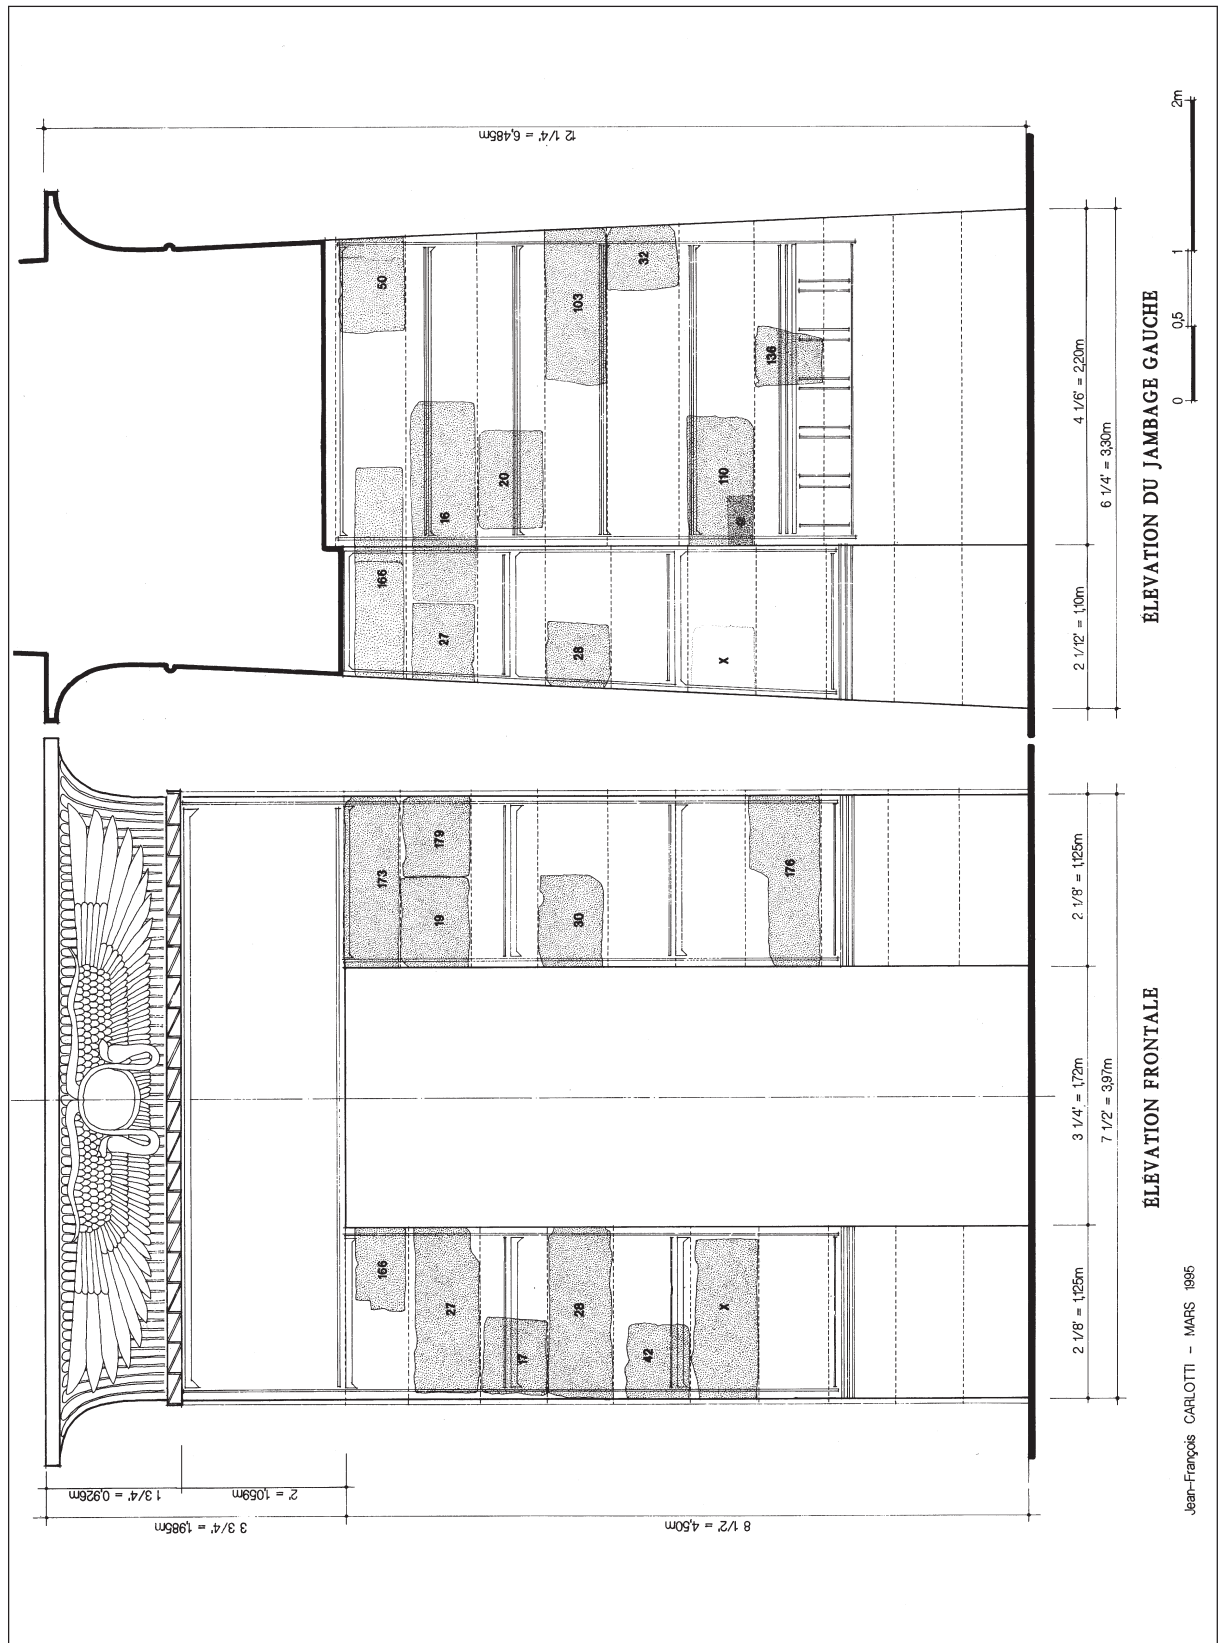 12 1/4' = 6,485m
50
103
32
136
16
20
110
166
27
28
X
4 1/6' = 2,20m
2 1/12' = 1,10m
6 1/4' = 3,30m
ÉLEVATION DU JAMBAGE GAUCHE
0
0,5
1
2m
173
179
19
30
176
166
27
17
28
42
X
2 1/8' = 1,125m
3 1/4' = 1,72m
2 1/8' = 1,125m
7 1/2' = 3,97m
1 3/4' = 0,926m
2' = 1,059m
3 3/4' = 1,985m
8 1/2' = 4,50m
ÉLEVATION FRONTALE
Jean-François CARLOTTI - MARS 1995